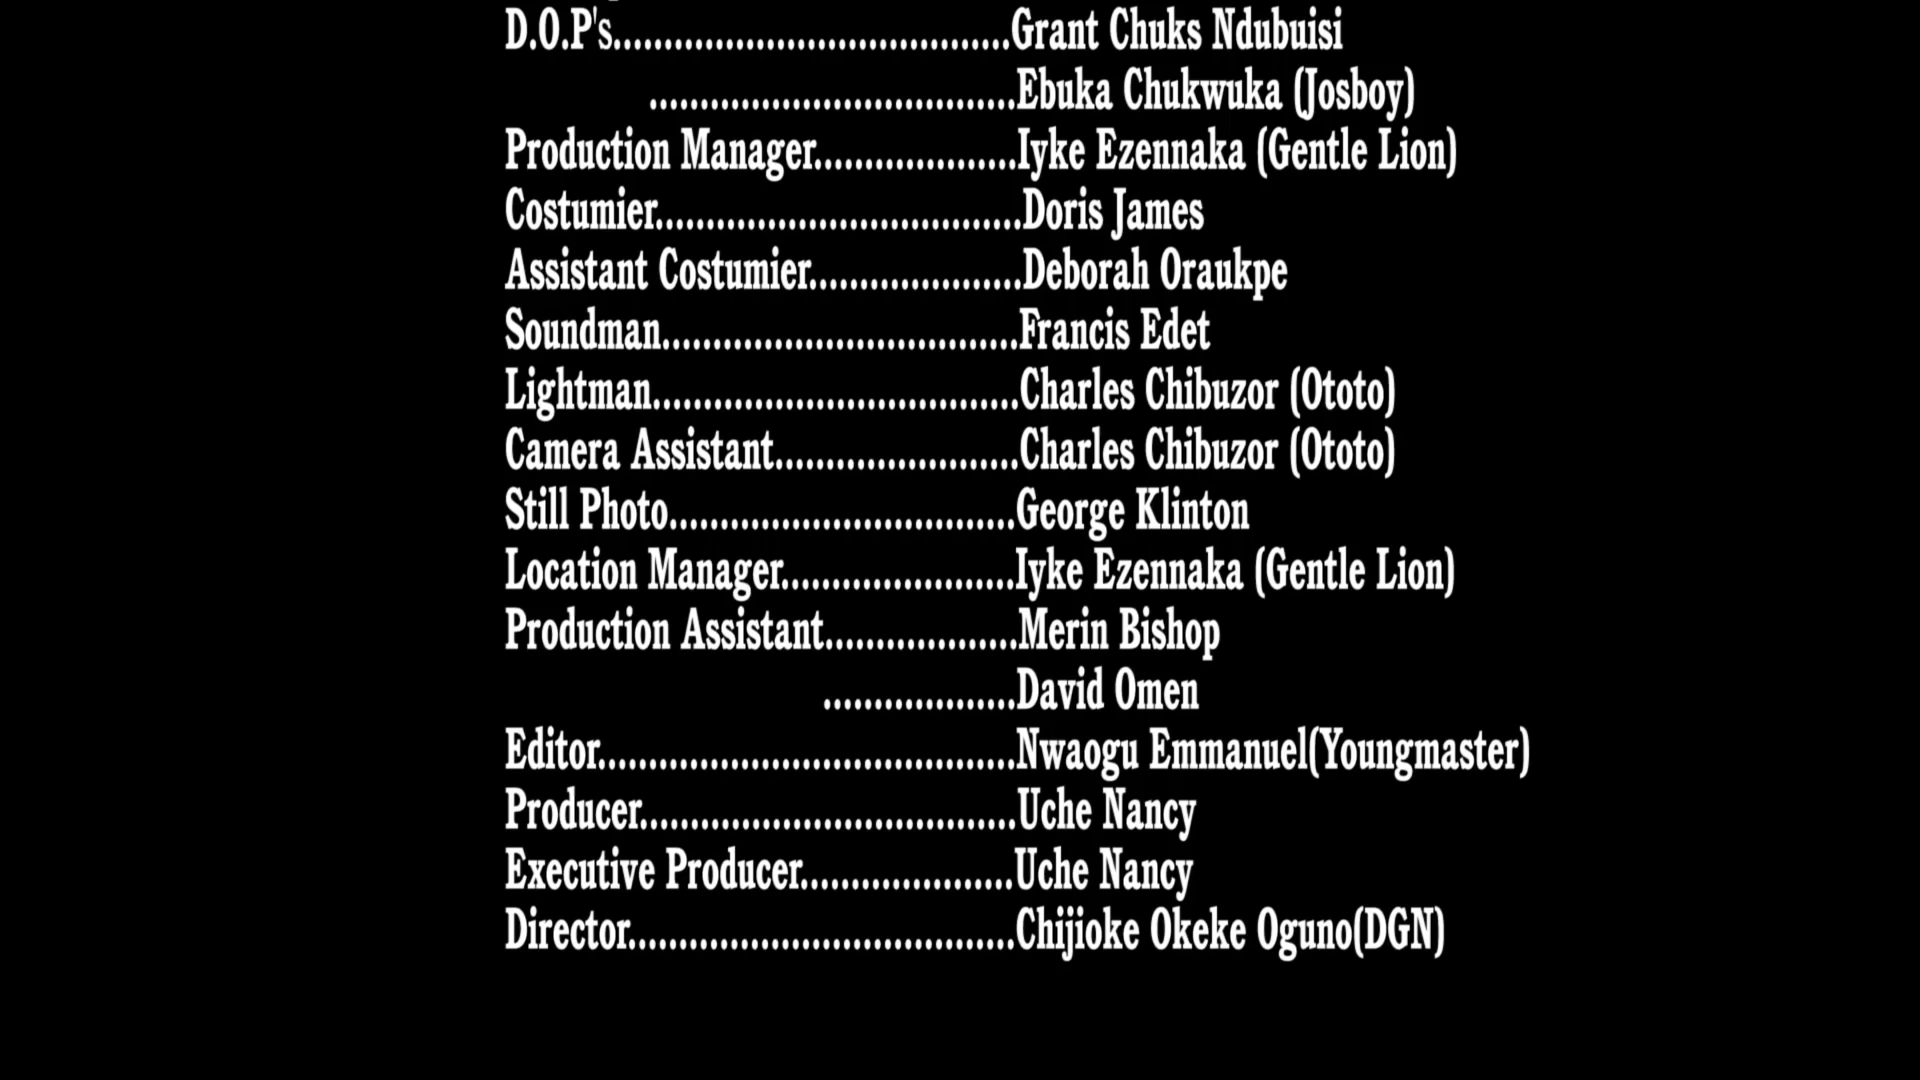 D.O.P's.......................................Grant Chuks Ndubuisi
....................................Ebuka Chukwuka (Josboy)
Production Manager....................Iyke Ezennaka (Gentle Lion)
Costumier....................................Doris James
Assistant Costumier.....................Deborah Oraukpe
Soundman...................................Francis Edet
Lightman....................................Charles Chibuzor (Ototo)
Camera Assistant........................Charles Chibuzor (Ototo)
Still Photo..................................George Klinton
Location Manager.......................Iyke Ezennaka (Gentle Lion)
Production Assistant...................Merin Bishop
...................David Omen
Editor.........................................Nwaogu Emmanuel(Youngmaster)
Producer.....................................Uche Nancy
Executive Producer.....................Uche Nancy
Director......................................Chijioke Okeke Oguno(DGN)